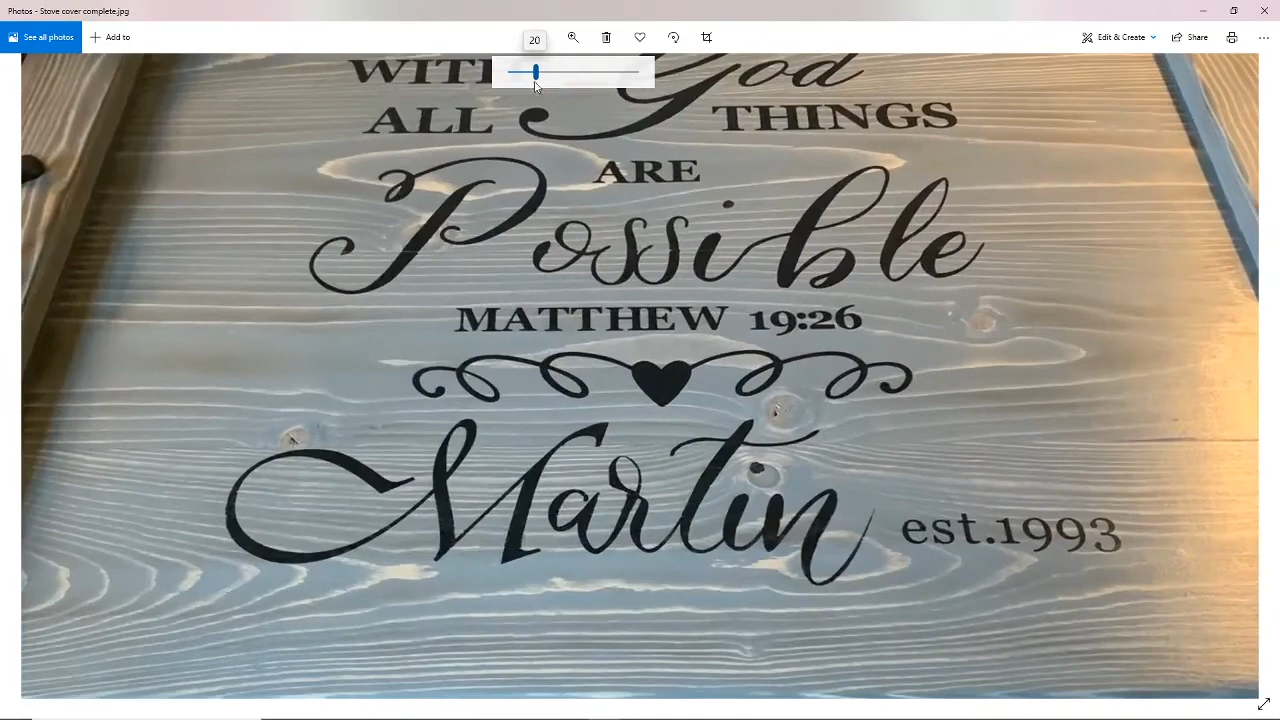 Photos - Stove cover complete.jpg
See all photos
Add to
20
Edit & Create
Share
God
ALL THINGS
ARE
Possible
MATTHEW 19:26
Martin est.1993